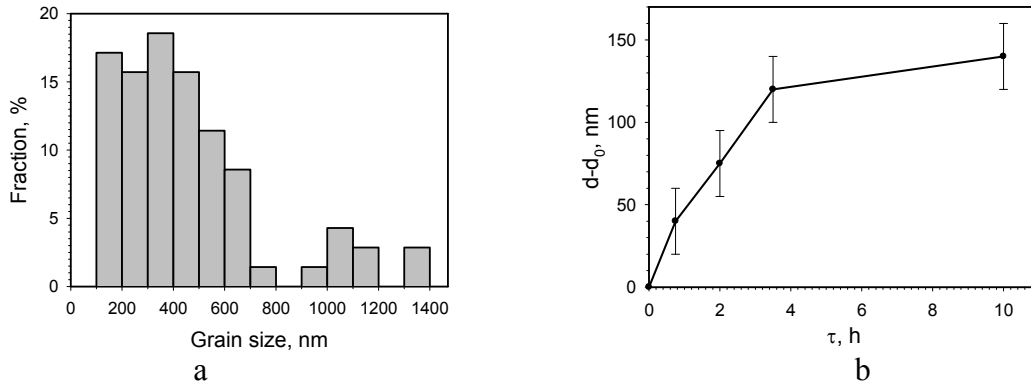 20
15
10
5
0
Fraction, %
0 200 400 600 800 1000 1200 1400
Grain size, nm
a
150
100
50
0
d-d₀, nm
0 2 4 6 8 10
τ, h
b